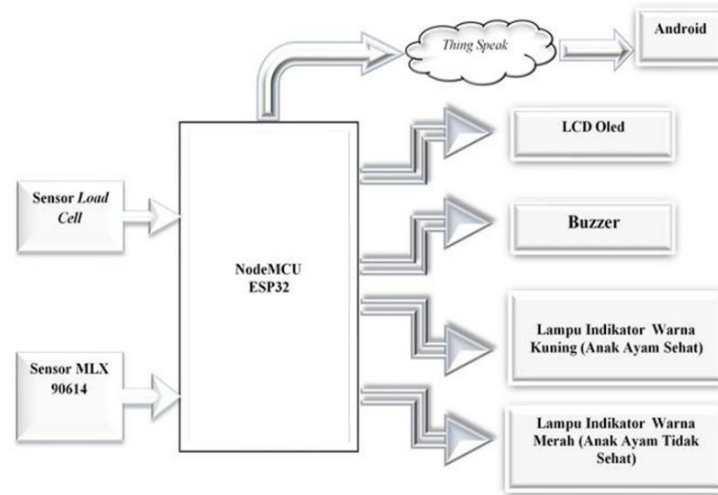 Thing Speak
Android
LCD Oled
Sensor Load
Cell
Buzzer
NodeMCU
ESP32
Lampu Indikator Warna
Kuning (Anak Ayam Sehat)
Sensor MLX
90614
Lampu Indikator Warna
Merah (Anak Ayam Tidak
Sehat)